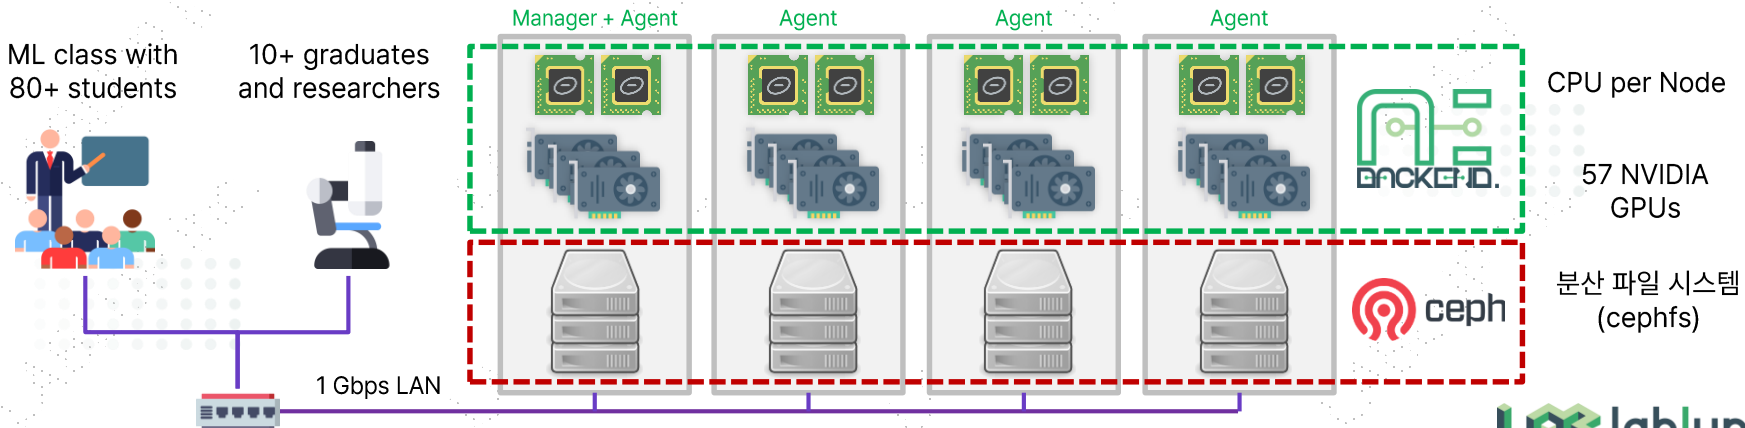 Manager + Agent
Agent
Agent
Agent
ML class with
80+ students
10+ graduates
and researchers
CPU per Node
BACKEND.
57 NVIDIA
GPUs
분산 파일 시스템
(cephfs)
ceph
1 Gbps LAN